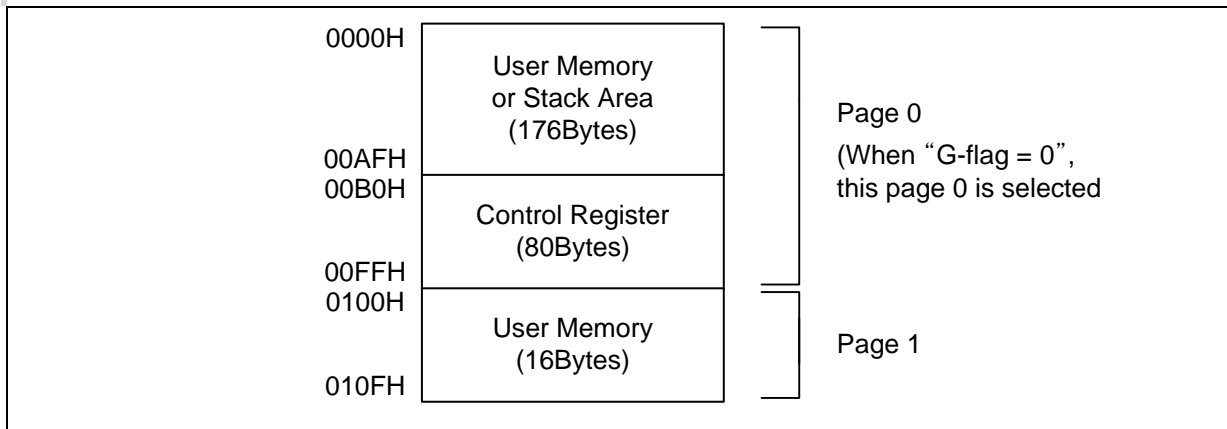 0000H
User Memory
or Stack Area
(176Bytes)
00AFH
00B0H
Control Register
(80Bytes)
00FFH
0100H
User Memory
(16Bytes)
010FH
Page 0
(When “G-flag = 0”,
this page 0 is selected
Page 1